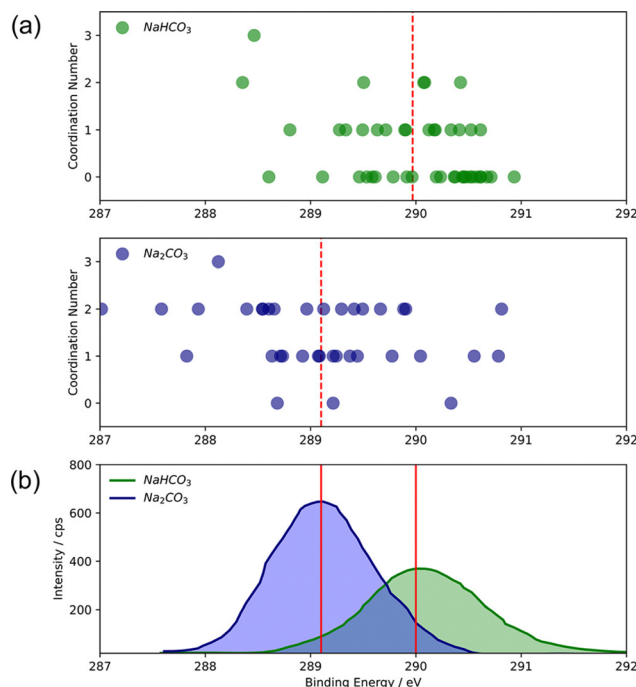 (a)
NaHCO₃
Coordination Number
3
2
1
0
287 288 289 290 291 292
Na₂CO₃
Coordination Number
3
2
1
0
287 288 289 290 291 292
(b)
NaHCO₃
Na₂CO₃
Intensity / cps
800
600
400
200
287 288 289 290 291 292
Binding Energy / eV